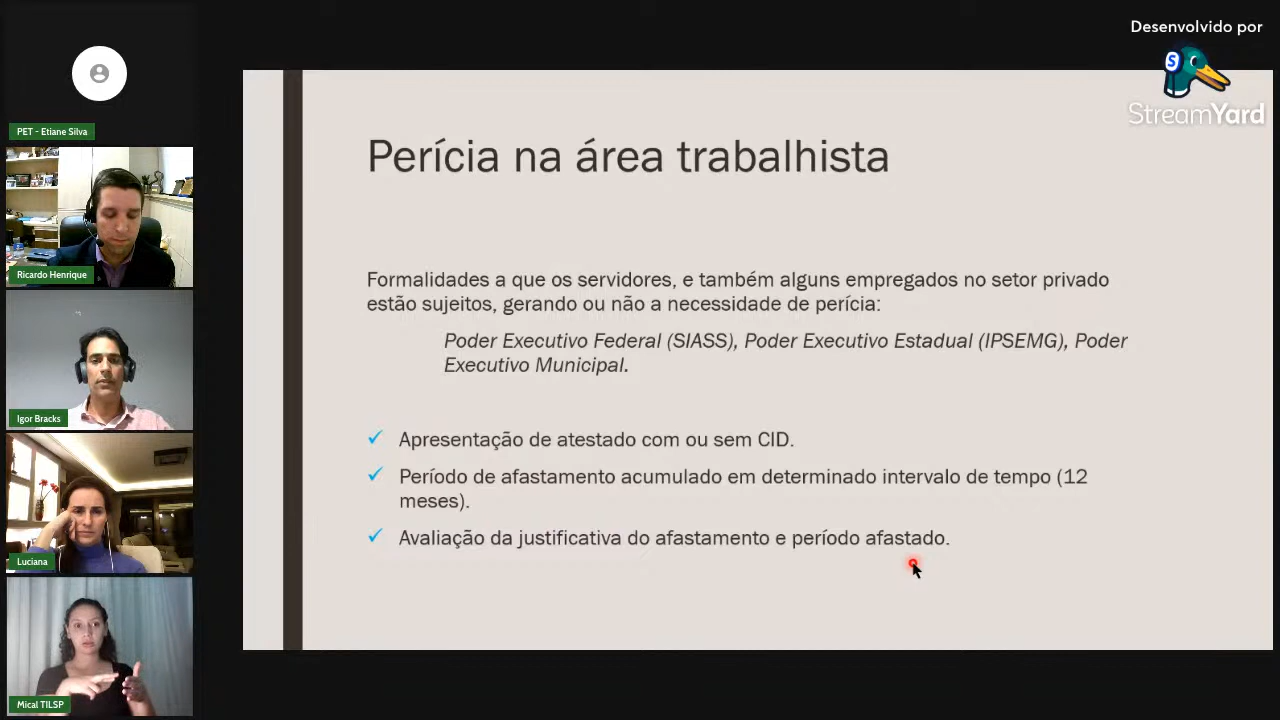 Desenvolvido por
StreamYard
PET - Etiane Silva
Ricardo Henrique
Igor Bracks
Luciana
Mical TILSP
Perícia na área trabalhista
Formalidades a que os servidores, e também alguns empregados no setor privado
estão sujeitos, gerando ou não a necessidade de perícia:
Poder Executivo Federal (SIASS), Poder Executivo Estadual (IPSEMG), Poder
Executivo Municipal.
Apresentação de atestado com ou sem CID.
Período de afastamento acumulado em determinado intervalo de tempo (12
meses).
Avaliação da justificativa do afastamento e período afastado.